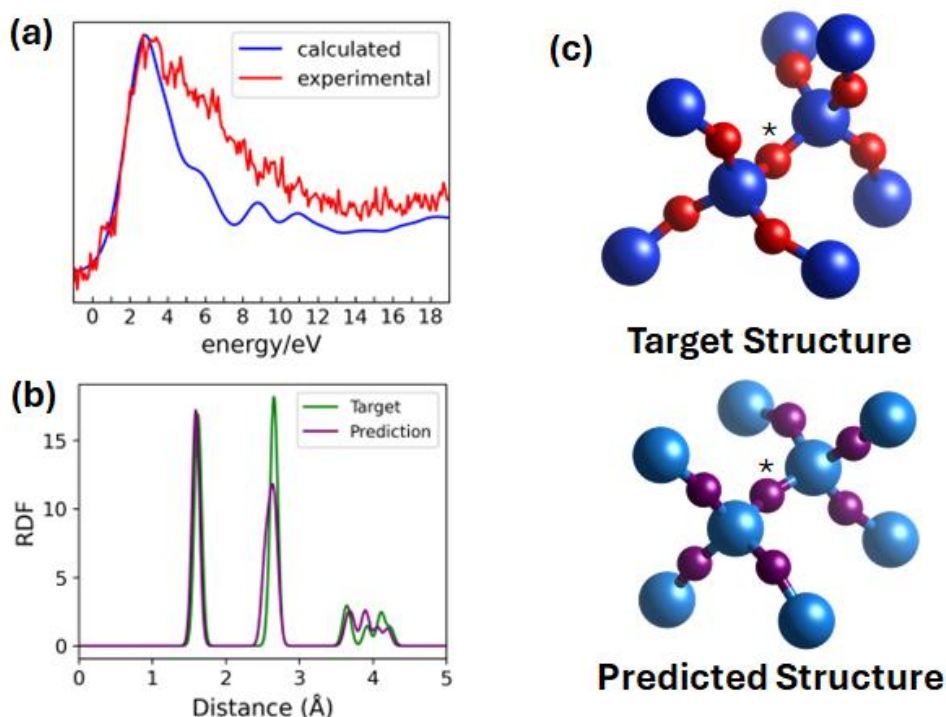 (a)
calculated
experimental
0 2 4 6 8 10 12 14 16 18
energy/eV
(b)
Target
Prediction
15
10
5
0
RDF
0 1 2 3 4 5
Distance (Å)
(c)
*
Target Structure
*
Predicted Structure